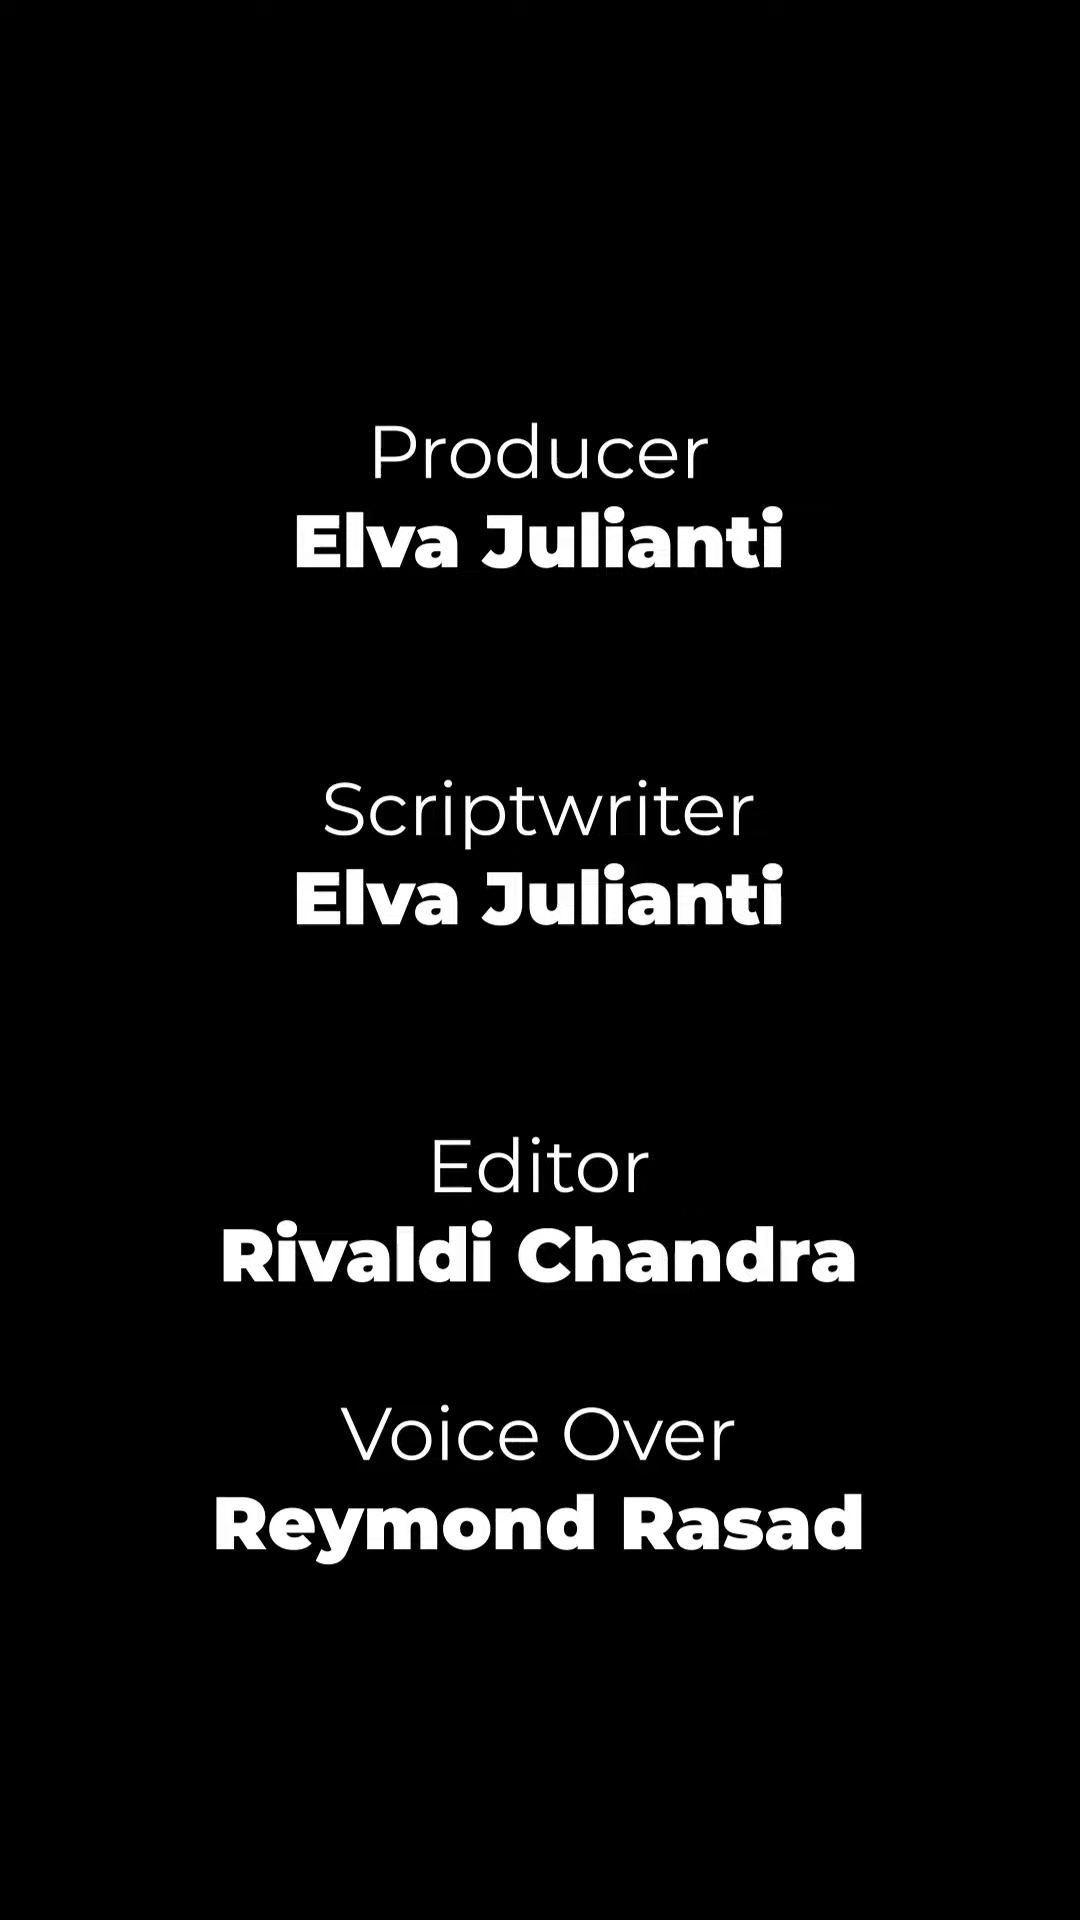 Producer
Elva Julianti
Scriptwriter
Elva Julianti
Editor
Rivaldi Chandra
Voice Over
Reymond Rasad